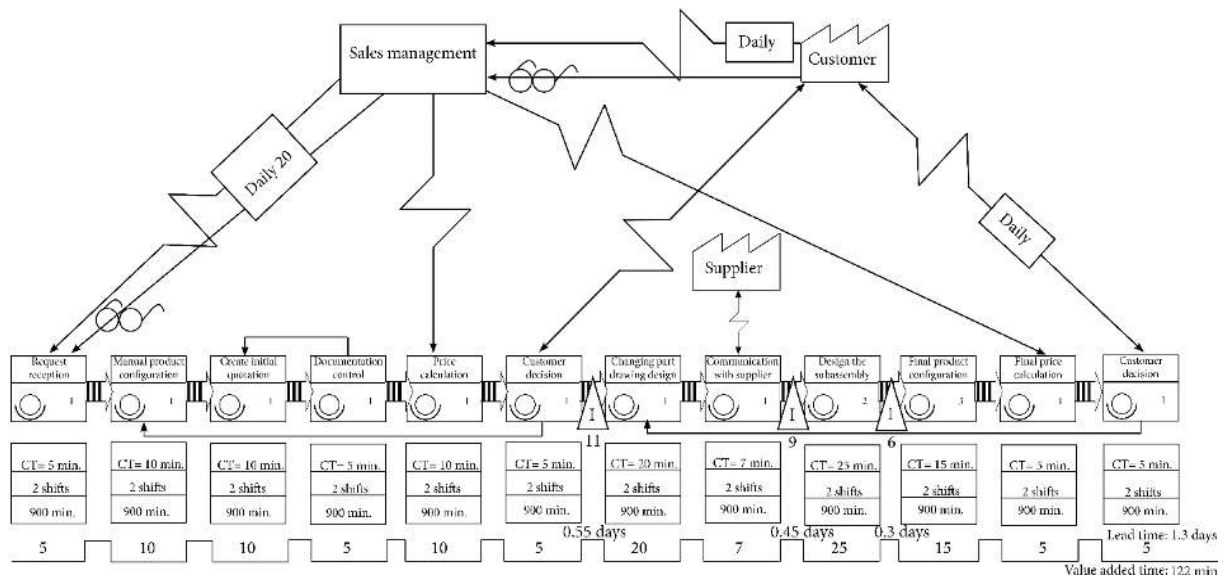 Sales management
Daily
Customer
Daily 20
Daily
Supplier
Request
reception
Manual product
configuration
Create initial
quotation
Documentation
control
Price
calculation
Customer
decision
Changing part
drawing design
Communication
with supplier
Design the
subassembly
Final product
configuration
Final price
calculation
Customer
decision
1
1
1
1
1
1
I
1
1
I
2
I
3
1
1
11
9
6
CT= 5 min.
2 shifts
900 min.
CT= 10 min.
2 shifts
900 min.
CT= 10 min.
2 shifts
900 min.
CT= 5 min.
2 shifts
900 min.
CT= 10 min.
2 shifts
900 min.
CT= 5 min.
2 shifts
900 min.
CT= 20 min.
2 shifts
900 min.
CT= 7 min.
2 shifts
900 min.
CT= 25 min.
2 shifts
900 min.
CT= 15 min.
2 shifts
900 min.
CT= 5 min.
2 shifts
900 min.
CT= 5 min.
2 shifts
900 min.
0.55 days
0.45 days
0.3 days
Lead time: 1.3 days
5
10
10
5
10
5
20
7
25
15
5
5
Value added time: 122 min